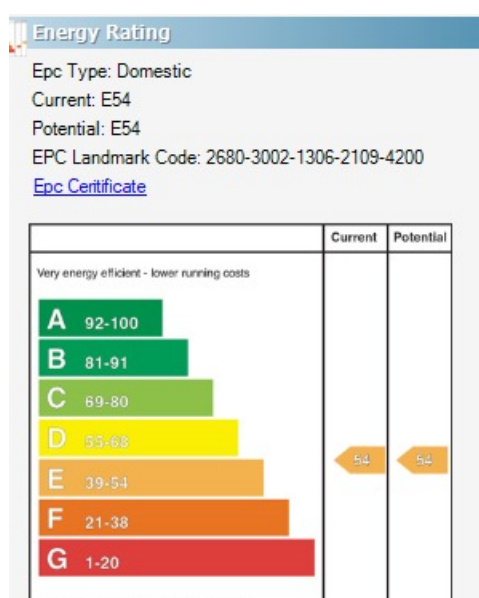 Energy Rating
Epc Type: Domestic
Current: E54
Potential: E54
EPC Landmark Code: 2680-3002-1306-2109-4200
Epc Ceritificate
Current Potential
Very energy efficient - lower running costs
A 92-100
B 81-91
C 69-80
D 55-68
54 54
E 39-54
F 21-38
G 1-20